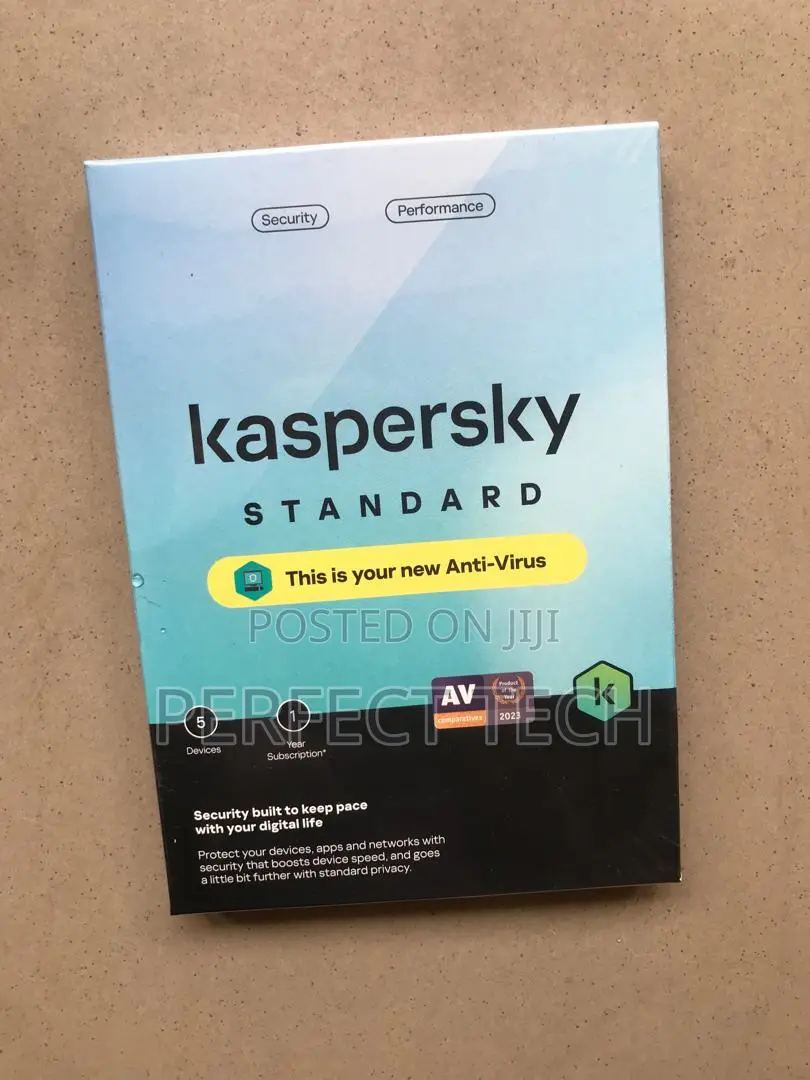 Security
Performance
kaspersky
STANDARD
This is your new Anti-Virus
POSTED ON JIJI
PERFECT TECH
AV
comparatives
Product
of The
Year
2023
k
5
Devices
1
Year
Subscription*
Security built to keep pace
with your digital life
Protect your devices, apps and networks with
security that boosts device speed, and goes
a little bit further with standard privacy.